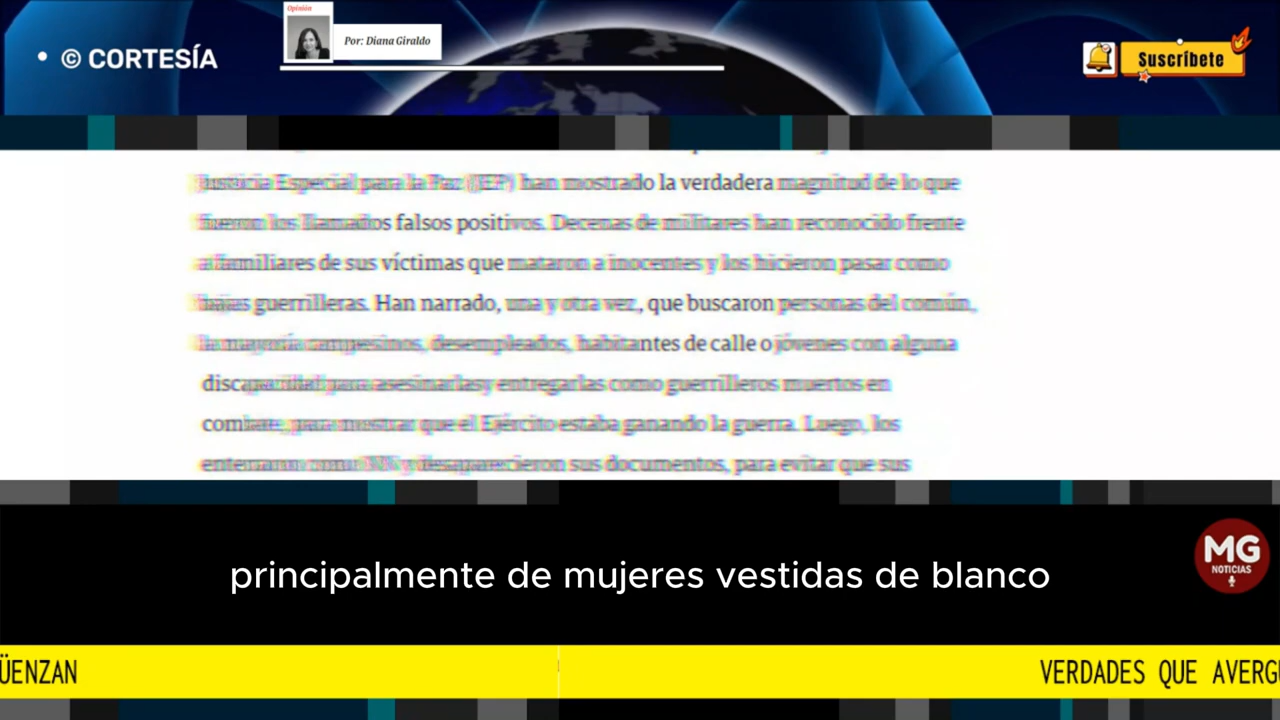 Opinión
Por: Diana Giraldo
© CORTESÍA
Suscríbete
Justicia Especial para la Paz (JEP) han mostrado la verdadera magnitud de lo que
fueron los llamados falsos positivos. Decenas de militares han reconocido frente
a familiares de sus víctimas que mataron a inocentes y los hicieron pasar como
bajas guerrilleras. Han narrado, una y otra vez, que buscaron personas del común,
la mayoría campesinos, desempleados, habitantes de calle o jóvenes con alguna
discapacidad para asesinarlas y entregarlas como guerrilleros muertos en
combate, para mostrar que el Ejército estaba ganando la guerra. Luego, los
enterraron como NN y desaparecieron sus documentos, para evitar que sus
MG
NOTICIAS
principalmente de mujeres vestidas de blanco
ÜENZAN
VERDADES QUE AVERG